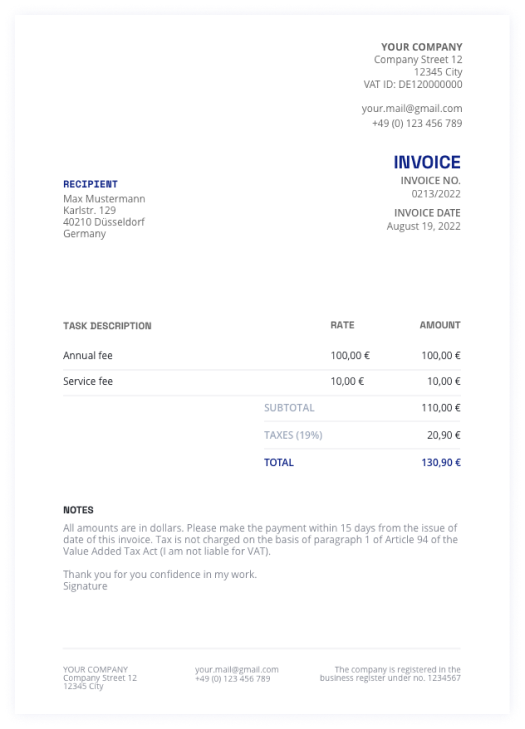 YOUR COMPANY
Company Street 12
12345 City
VAT ID: DE120000000
your.mail@gmail.com
+49 (0) 123 456 789
INVOICE
INVOICE NO.
0213/2022
INVOICE DATE
August 19, 2022
RECIPIENT
Max Mustermann
Karlstr. 129
40210 Düsseldorf
Germany
TASK DESCRIPTION RATE AMOUNT
Annual fee 100,00 € 100,00 €
Service fee 10,00 € 10,00 €
SUBTOTAL 110,00 €
TAXES (19%) 20,90 €
TOTAL 130,90 €
NOTES
All amounts are in dollars. Please make the payment within 15 days from the issue of
date of this invoice. Tax is not charged on the basis of paragraph 1 of Article 94 of the
Value Added Tax Act (I am not liable for VAT).
Thank you for you confidence in my work.
Signature
YOUR COMPANY
Company Street 12
12345 City
your.mail@gmail.com
+49 (0) 123 456 789
The company is registered in the
business register under no. 1234567